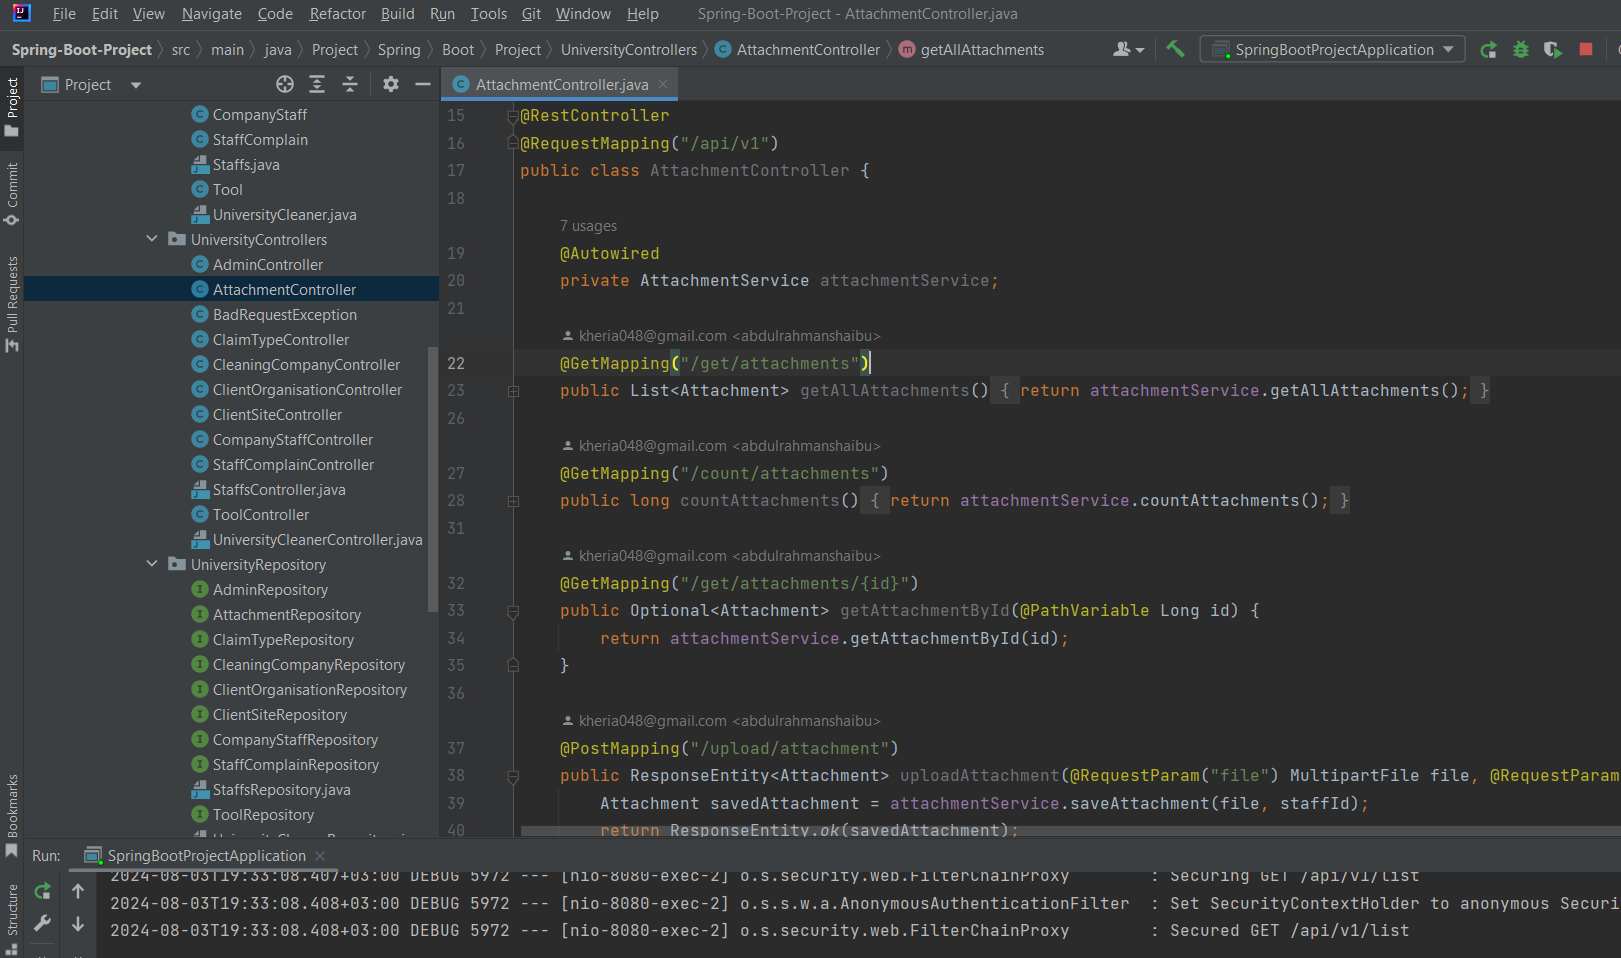 File Edit View Navigate Code Refactor Build Run Tools Git Window Help Spring-Boot-Project - AttachmentController.java
Spring-Boot-Project src main java Project Spring Boot Project UniversityControllers AttachmentController getAllAttachments SpringBootProjectApplication
Project
AttachmentController.java
Project
Commit
Pull Requests
Bookmarks
Structure
CompanyStaff
StaffComplain
Staffs.java
Tool
UniversityCleaner.java
UniversityControllers
AdminController
AttachmentController
BadRequestException
ClaimTypeController
CleaningCompanyController
ClientOrganisationController
ClientSiteController
CompanyStaffController
StaffComplainController
StaffsController.java
ToolController
UniversityCleanerController.java
UniversityRepository
AdminRepository
AttachmentRepository
ClaimTypeRepository
CleaningCompanyRepository
ClientOrganisationRepository
ClientSiteRepository
CompanyStaffRepository
StaffComplainRepository
StaffsRepository.java
ToolRepository
15 @RestController
16 @RequestMapping("/api/v1")
17 public class AttachmentController {
18
7 usages
19 @Autowired
20 private AttachmentService attachmentService;
21
kheria048@gmail.com <abdulrahmanshaibu>
22 @GetMapping("/get/attachments")
23 public List<Attachment> getAllAttachments() { return attachmentService.getAllAttachments(); }
26
kheria048@gmail.com <abdulrahmanshaibu>
27 @GetMapping("/count/attachments")
28 public long countAttachments() { return attachmentService.countAttachments(); }
31
kheria048@gmail.com <abdulrahmanshaibu>
32 @GetMapping("/get/attachments/{id}")
33 public Optional<Attachment> getAttachmentById(@PathVariable Long id) {
34 return attachmentService.getAttachmentById(id);
35 }
36
kheria048@gmail.com <abdulrahmanshaibu>
37 @PostMapping("/upload/attachment")
38 public ResponseEntity<Attachment> uploadAttachment(@RequestParam("file") MultipartFile file, @RequestParam
39 Attachment savedAttachment = attachmentService.saveAttachment(file, staffId);
40 return ResponseEntity.ok(savedAttachment);
Run: SpringBootProjectApplication
2024-08-03T19:33:08.407+03:00 DEBUG 5972 --- [nio-8080-exec-2] o.s.security.web.FilterChainProxy : Securing GET /api/v1/list
2024-08-03T19:33:08.408+03:00 DEBUG 5972 --- [nio-8080-exec-2] o.s.s.w.a.AnonymousAuthenticationFilter : Set SecurityContextHolder to anonymous Securi
2024-08-03T19:33:08.408+03:00 DEBUG 5972 --- [nio-8080-exec-2] o.s.security.web.FilterChainProxy : Secured GET /api/v1/list